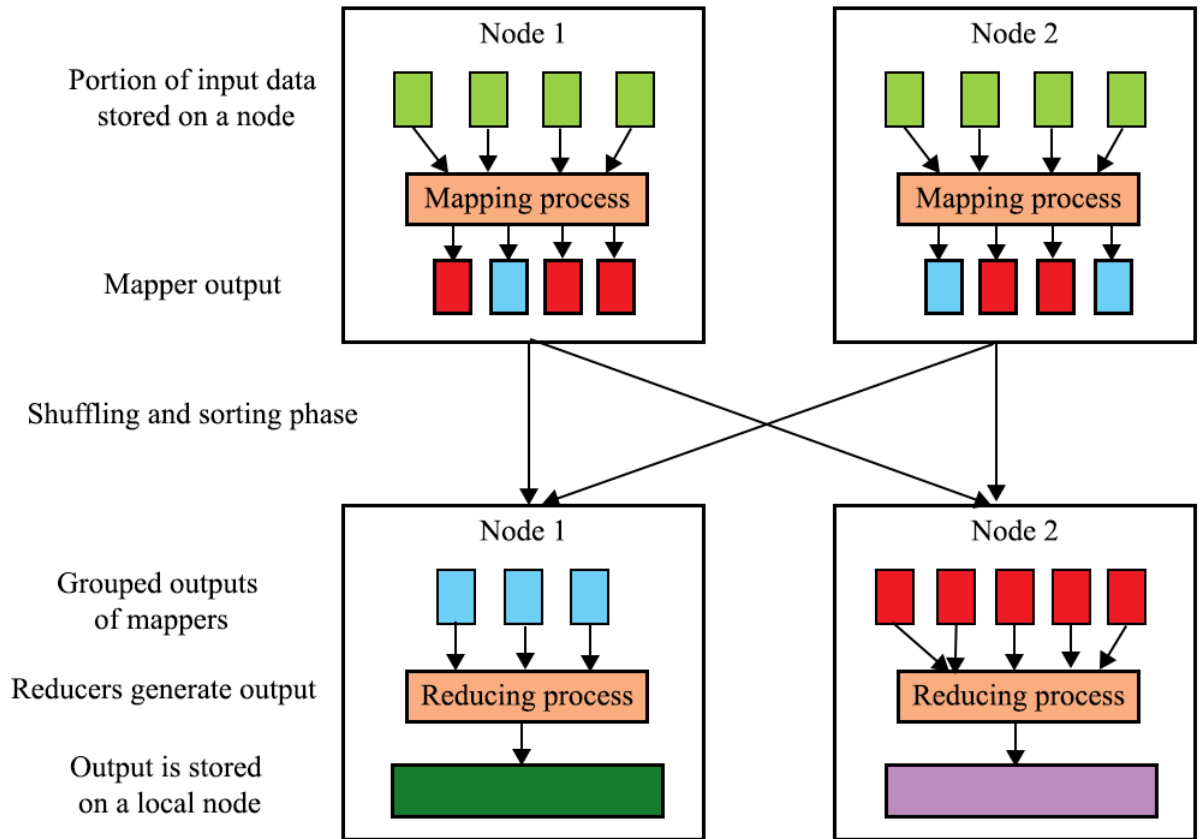 Node 1
Node 2
Portion of input data
stored on a node
Mapping process
Mapping process
Mapper output
Shuffling and sorting phase
Node 1
Node 2
Grouped outputs
of mappers
Reducers generate output
Reducing process
Reducing process
Output is stored
on a local node